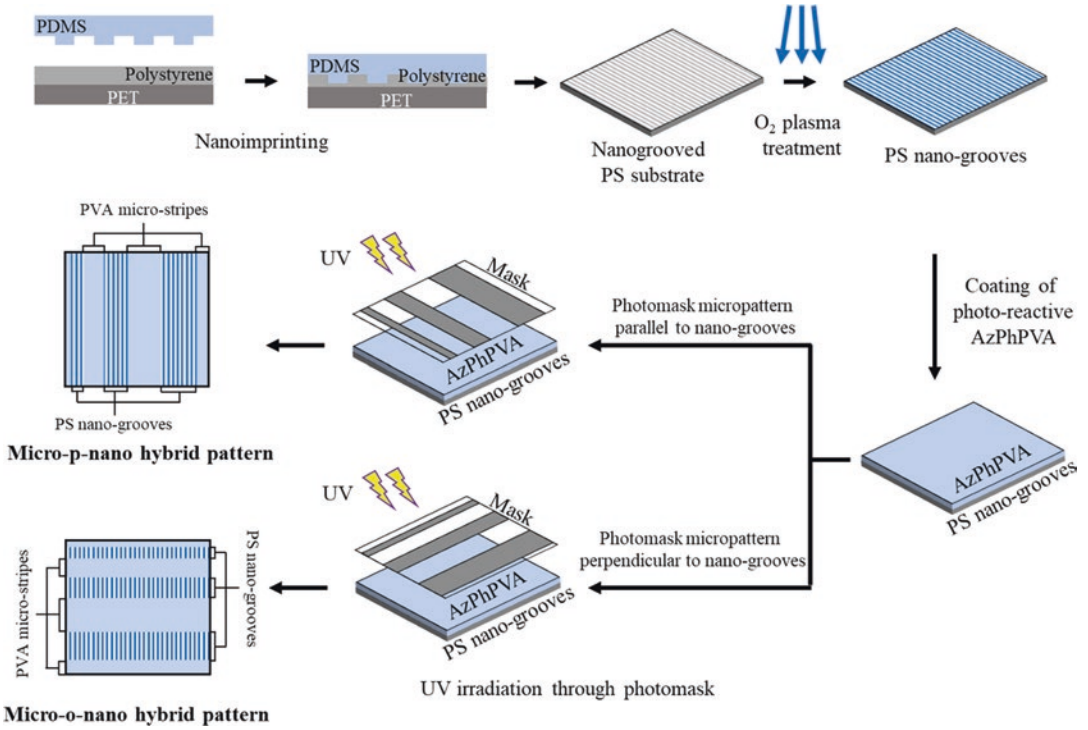 PDMS
Polystyrene
PET
PDMS
Polystyrene
PET
Nanoimprinting
Nanogrooved
PS substrate
O₂ plasma
treatment
PS nano-grooves
Coating of
photo-reactive
AzPhPVA
AzPhPVA
PS nano-grooves
PVA micro-stripes
PS nano-grooves
Micro-p-nano hybrid pattern
UV
Mask
AzPhPVA
PS nano-grooves
Photomask micropattern
parallel to nano-grooves
UV
Mask
AzPhPVA
PS nano-grooves
Photomask micropattern
perpendicular to nano-grooves
PVA micro-stripes
PS nano-grooves
Micro-o-nano hybrid pattern
UV irradiation through photomask